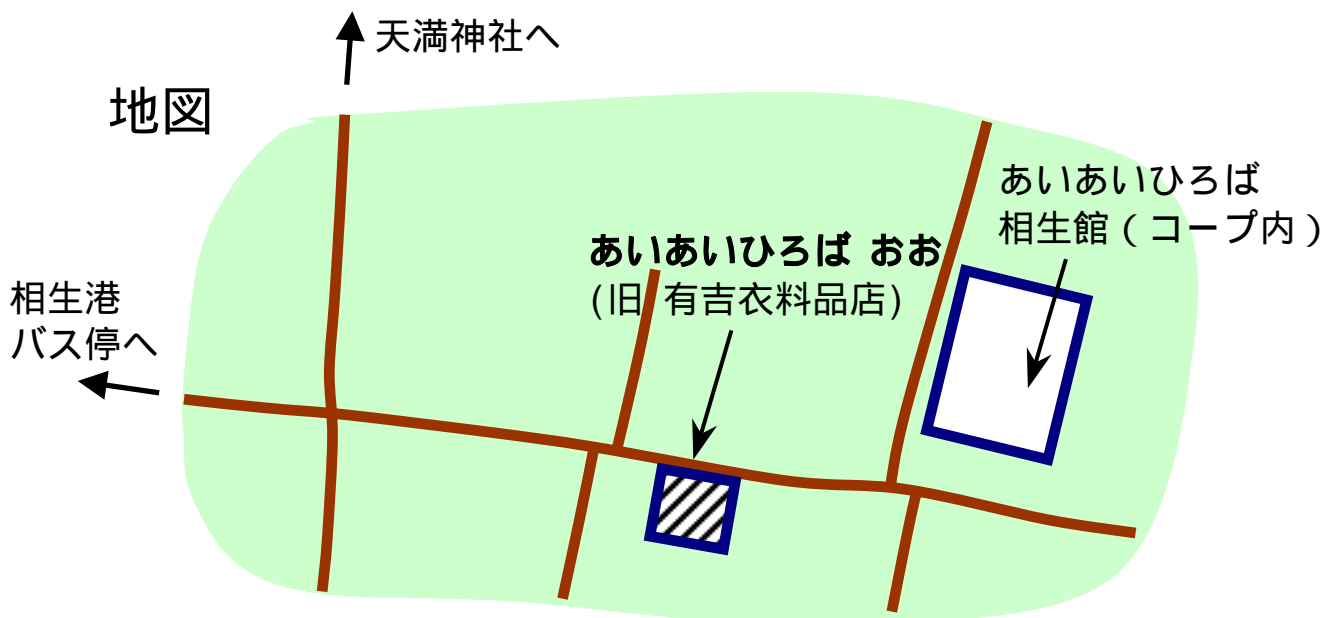 天満神社へ
地図
あいあいひろば
相生館（コープ内）
あいあいひろば おお
(旧 有吉衣料品店)
相生港
バス停へ